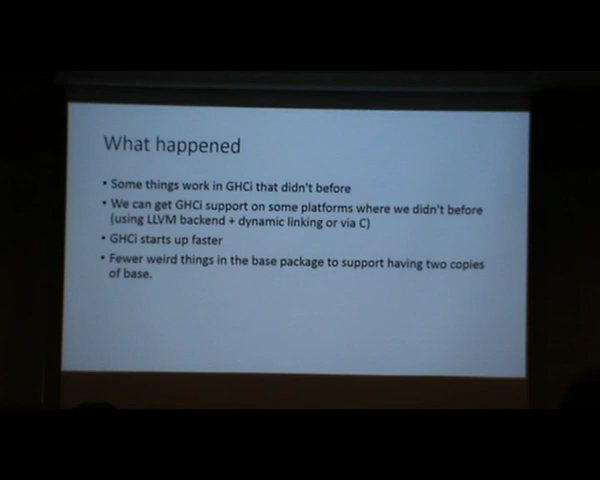 What happened
• Some things work in GHCi that didn't before
• We can get GHCi support on some platforms where we didn't before
(using LLVM backend + dynamic linking or via C)
• GHCi starts up faster
• Fewer weird things in the base package to support having two copies
of base.